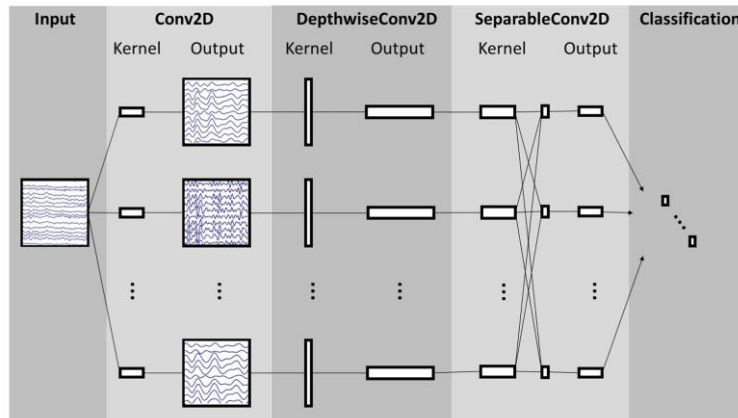 Input Conv2D DepthwiseConv2D SeparableConv2D Classification
Kernel Output Kernel Output Kernel Output